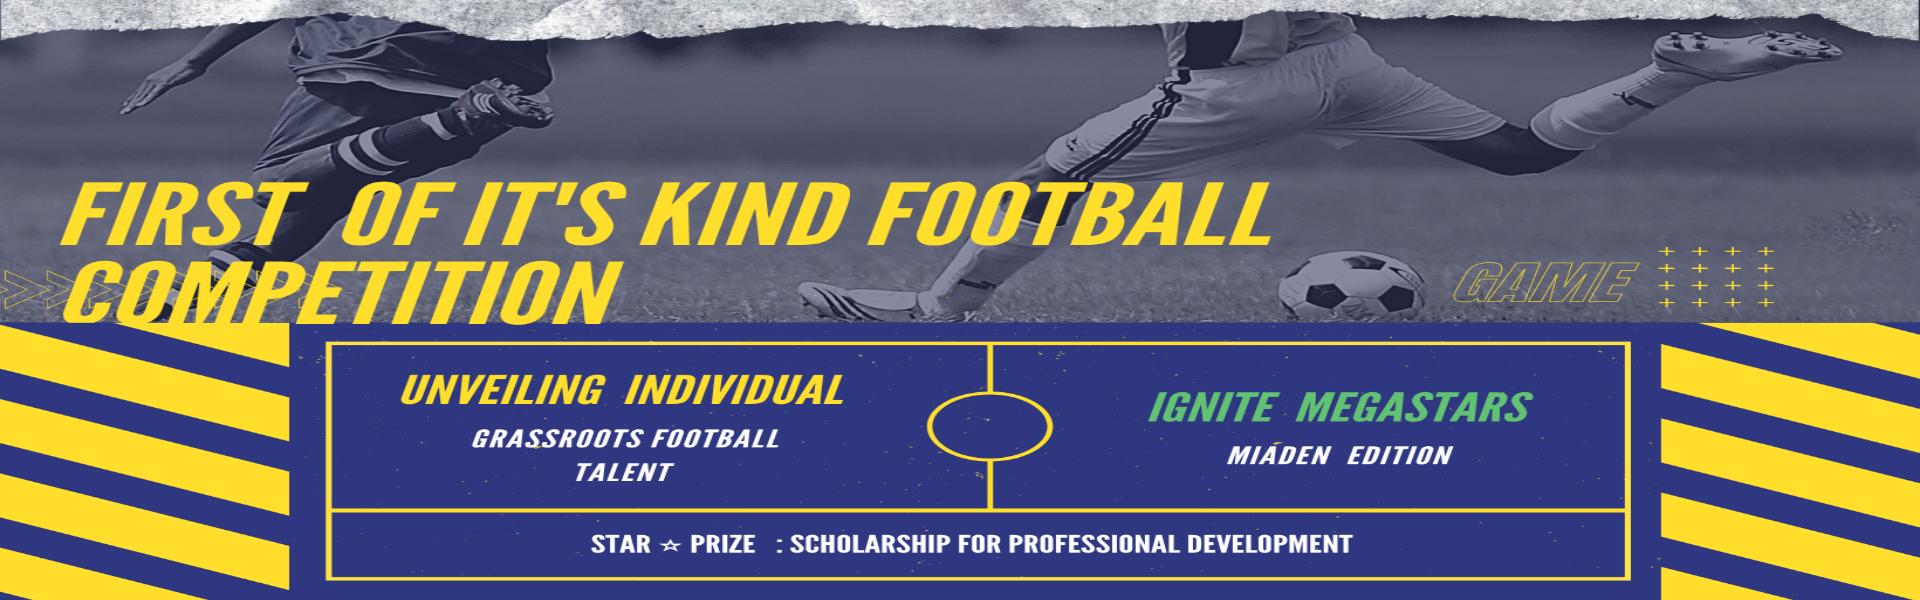 FIRST OF IT'S KIND FOOTBALL
COMPETITION
GAME
UNVEILING INDIVIDUAL
GRASSROOTS FOOTBALL
TALENT
IGNITE MEGASTARS
MIADEN EDITION
STAR ☆ PRIZE : SCHOLARSHIP FOR PROFESSIONAL DEVELOPMENT